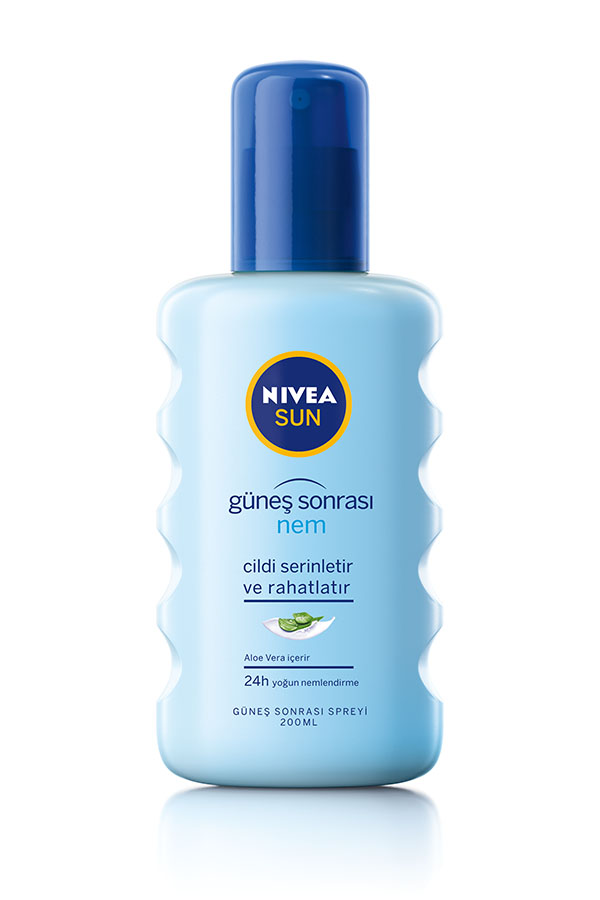 NIVEA
SUN
güneş sonrası
nem
cildi serinletir
ve rahatlatır
Aloe Vera içerir
24h yoğun nemlendirme
GÜNEŞ SONRASI SPREYİ
200ML